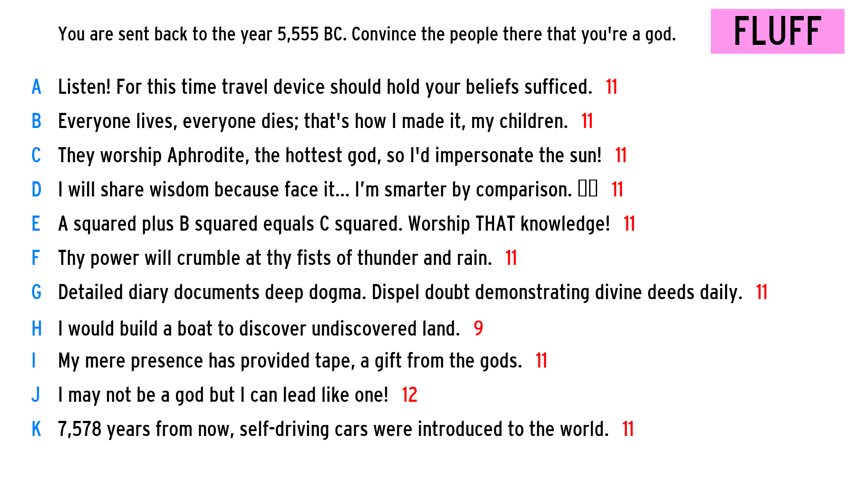 You are sent back to the year 5,555 BC. Convince the people there that you're a god.
FLUFF
A Listen! For this time travel device should hold your beliefs sufficed. 11
B Everyone lives, everyone dies; that's how I made it, my children. 11
C They worship Aphrodite, the hottest god, so I'd impersonate the sun! 11
D I will share wisdom because face it... I’m smarter by comparison. 11
E A squared plus B squared equals C squared. Worship THAT knowledge! 11
F Thy power will crumble at thy fists of thunder and rain. 11
G Detailed diary documents deep dogma. Dispel doubt demonstrating divine deeds daily. 11
H I would build a boat to discover undiscovered land. 9
I My mere presence has provided tape, a gift from the gods. 11
J I may not be a god but I can lead like one! 12
K 7,578 years from now, self-driving cars were introduced to the world. 11